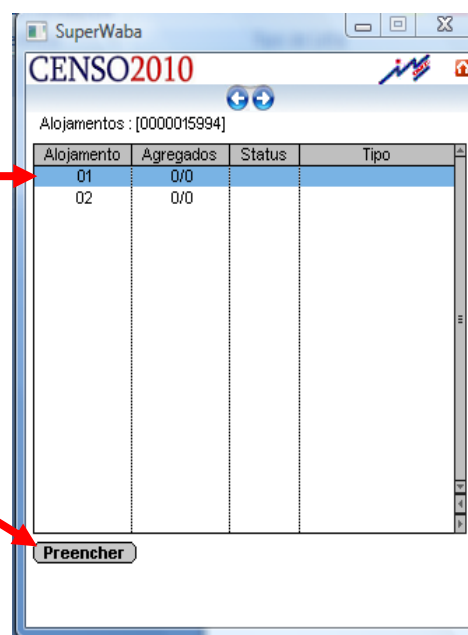 SuperWaba
CENSO2010
Alojamentos : [0000015994]
Alojamento Agregados Status Tipo
01 0/0
02 0/0
Preencher